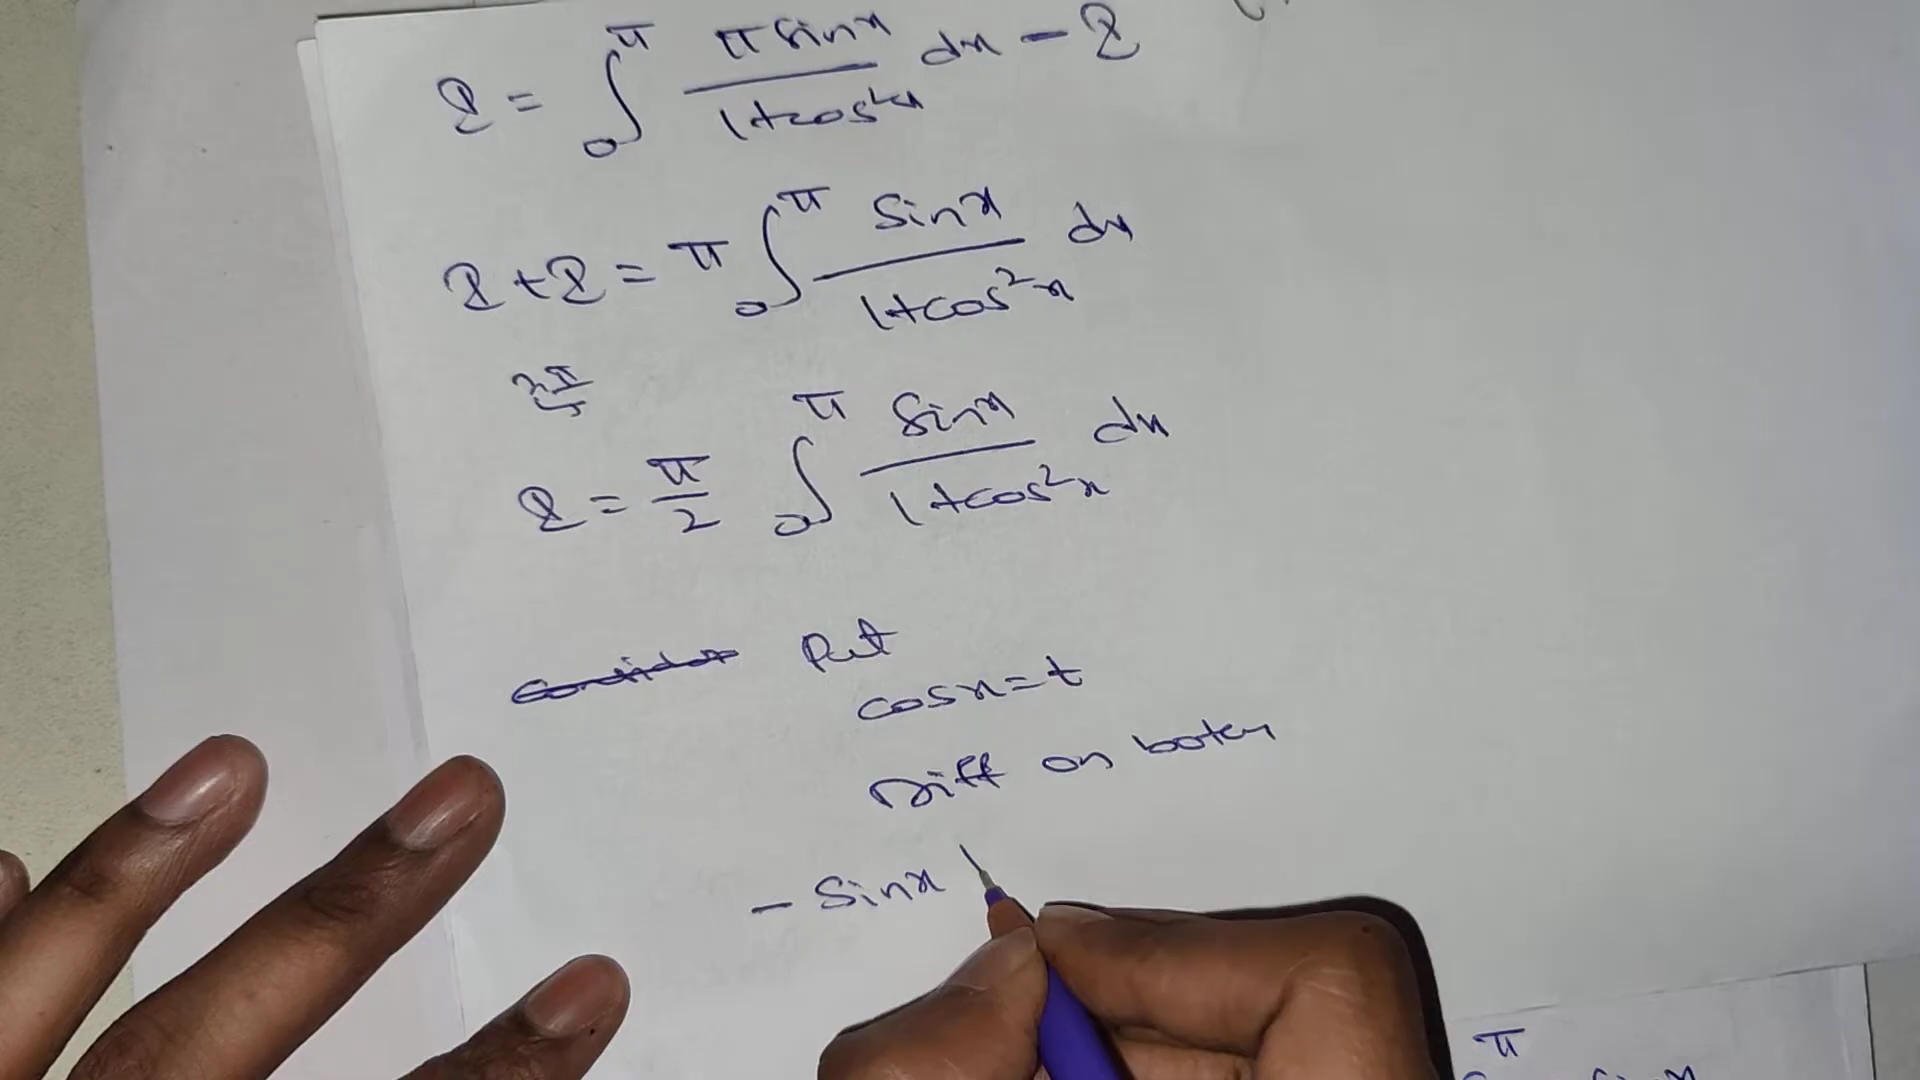 I = ∫₀^π π sinx / 1+cos²x dx - I
I+I = π ∫₀^π sinx / 1+cos²x dx
I = π/2 ∫₀^π sinx / 1+cos²x dx
Put
cosx=t
Diff on both
- sinx
π
sinx